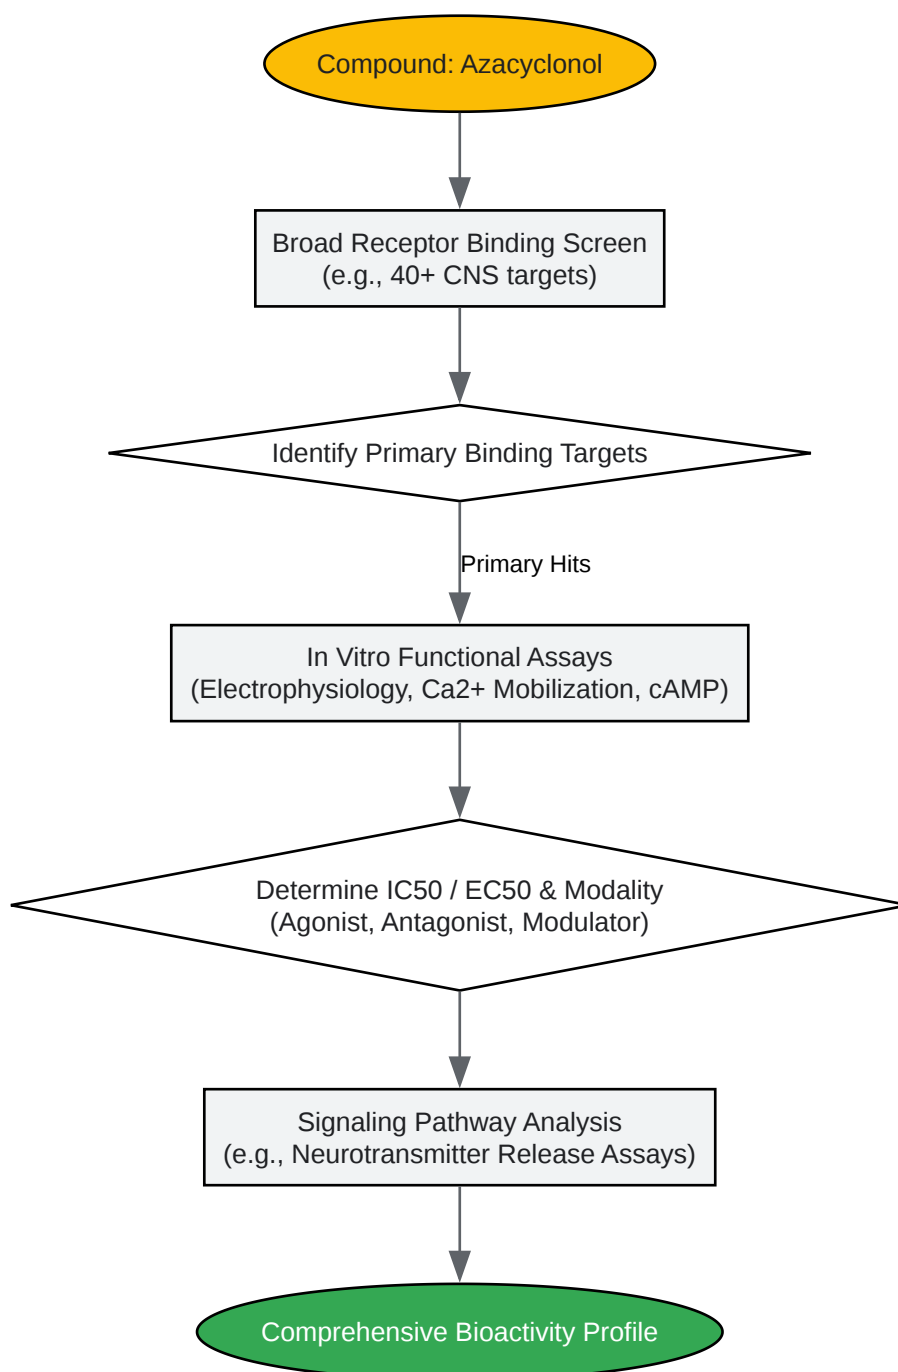 Compound: Azacyclonol
Broad Receptor Binding Screen
(e.g., 40+ CNS targets)
Identify Primary Binding Targets
Primary Hits
In Vitro Functional Assays
(Electrophysiology, Ca2+ Mobilization, cAMP)
Determine IC50 / EC50 & Modality
(Agonist, Antagonist, Modulator)
Signaling Pathway Analysis
(e.g., Neurotransmitter Release Assays)
Comprehensive Bioactivity Profile